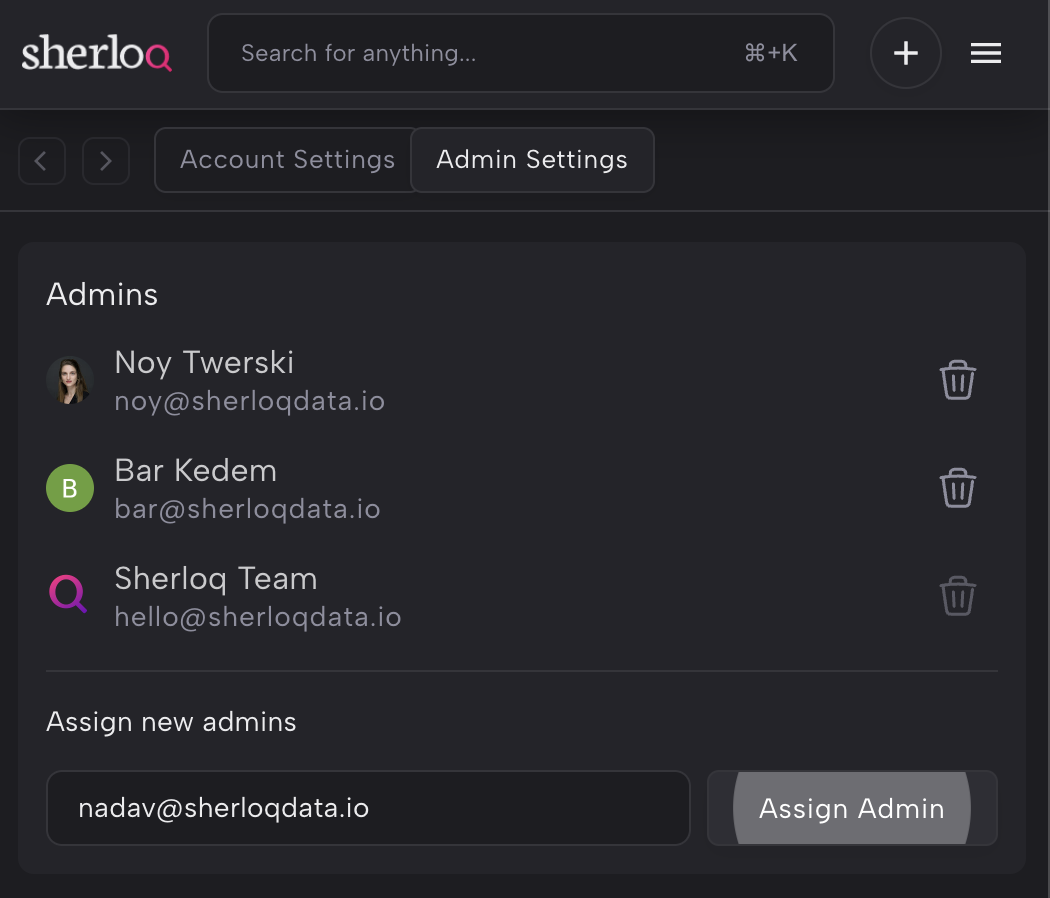 sherloq
Search for anything... ⌘+K
Account Settings
Admin Settings
Admins
Noy Twerski
noy@sherloqdata.io
B
Bar Kedem
bar@sherloqdata.io
Sherloq Team
hello@sherloqdata.io
Assign new admins
nadav@sherloqdata.io
Assign Admin